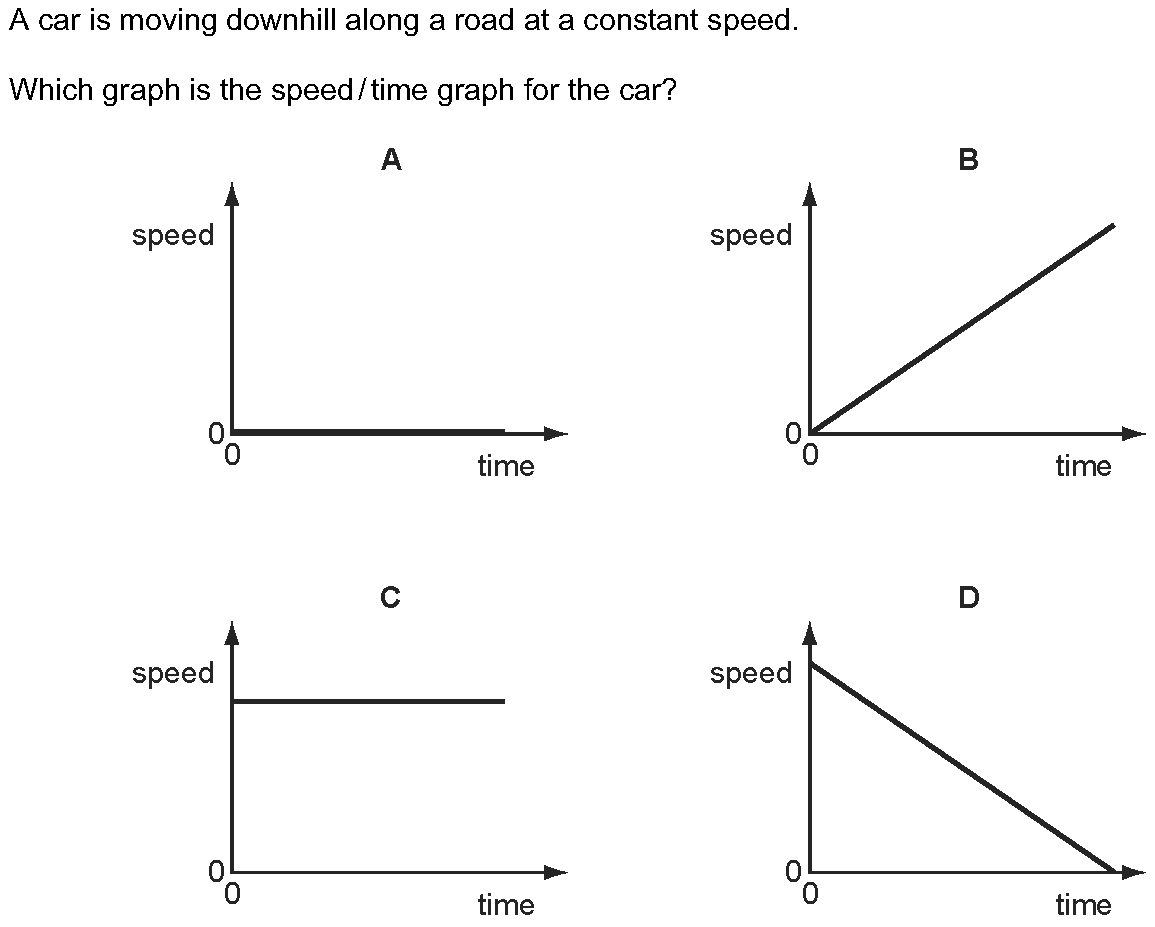 A car is moving downhill along a road at a constant speed.
Which graph is the speed/time graph for the car?
A
speed
0
0
time
B
speed
0
0
time
C
speed
0
0
time
D
speed
0
0
time